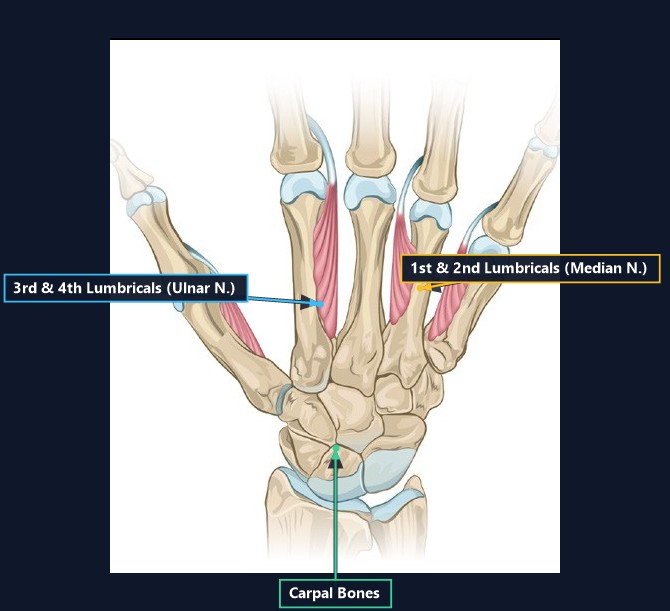 1st & 2nd Lumbricals (Median N.)
3rd & 4th Lumbricals (Ulnar N.)
Carpal Bones